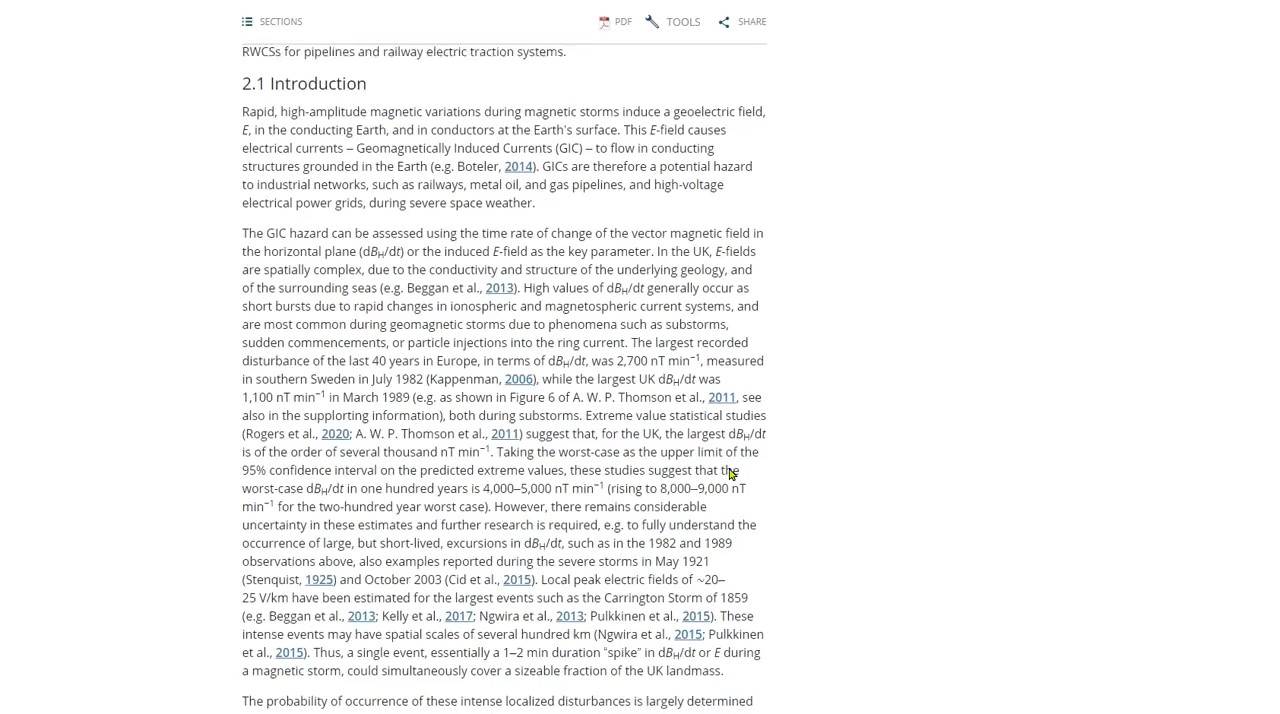 SECTIONS PDF TOOLS SHARE
RWCSs for pipelines and railway electric traction systems.
2.1 Introduction
Rapid, high-amplitude magnetic variations during magnetic storms induce a geoelectric field,
E, in the conducting Earth, and in conductors at the Earth's surface. This E-field causes
electrical currents – Geomagnetically Induced Currents (GIC) – to flow in conducting
structures grounded in the Earth (e.g. Boteler, 2014). GICs are therefore a potential hazard
to industrial networks, such as railways, metal oil, and gas pipelines, and high-voltage
electrical power grids, during severe space weather.
The GIC hazard can be assessed using the time rate of change of the vector magnetic field in
the horizontal plane (dBH/dt) or the induced E-field as the key parameter. In the UK, E-fields
are spatially complex, due to the conductivity and structure of the underlying geology, and
of the surrounding seas (e.g. Beggan et al., 2013). High values of dBH/dt generally occur as
short bursts due to rapid changes in ionospheric and magnetospheric current systems, and
are most common during geomagnetic storms due to phenomena such as substorms,
sudden commencements, or particle injections into the ring current. The largest recorded
disturbance of the last 40 years in Europe, in terms of dBH/dt, was 2,700 nT min⁻¹, measured
in southern Sweden in July 1982 (Kappenman, 2006), while the largest UK dBH/dt was
1,100 nT min⁻¹ in March 1989 (e.g. as shown in Figure 6 of A. W. P. Thomson et al., 2011, see
also in the supporting information), both during substorms. Extreme value statistical studies
(Rogers et al., 2020; A. W. P. Thomson et al., 2011) suggest that, for the UK, the largest dBH/dt
is of the order of several thousand nT min⁻¹. Taking the worst-case as the upper limit of the
95% confidence interval on the predicted extreme values, these studies suggest that the
worst-case dBH/dt in one hundred years is 4,000–5,000 nT min⁻¹ (rising to 8,000–9,000 nT
min⁻¹ for the two-hundred year worst case). However, there remains considerable
uncertainty in these estimates and further research is required, e.g. to fully understand the
occurrence of large, but short-lived, excursions in dBH/dt, such as in the 1982 and 1989
observations above, also examples reported during the severe storms in May 1921
(Stenquist, 1925) and October 2003 (Cid et al., 2015). Local peak electric fields of ~20–
25 V/km have been estimated for the largest events such as the Carrington Storm of 1859
(e.g. Beggan et al., 2013; Kelly et al., 2017; Ngwira et al., 2013; Pulkkinen et al., 2015). These
intense events may have spatial scales of several hundred km (Ngwira et al., 2015; Pulkkinen
et al., 2015). Thus, a single event, essentially a 1–2 min duration “spike” in dBH/dt or E during
a magnetic storm, could simultaneously cover a sizeable fraction of the UK landmass.
The probability of occurrence of these intense localized disturbances is largely determined